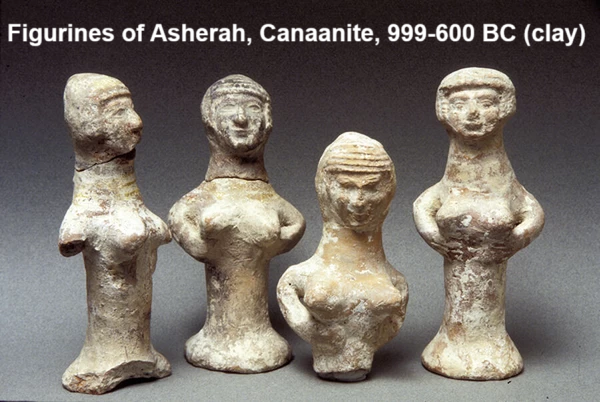 Figurines of Asherah, Canaanite, 999-600 BC (clay)